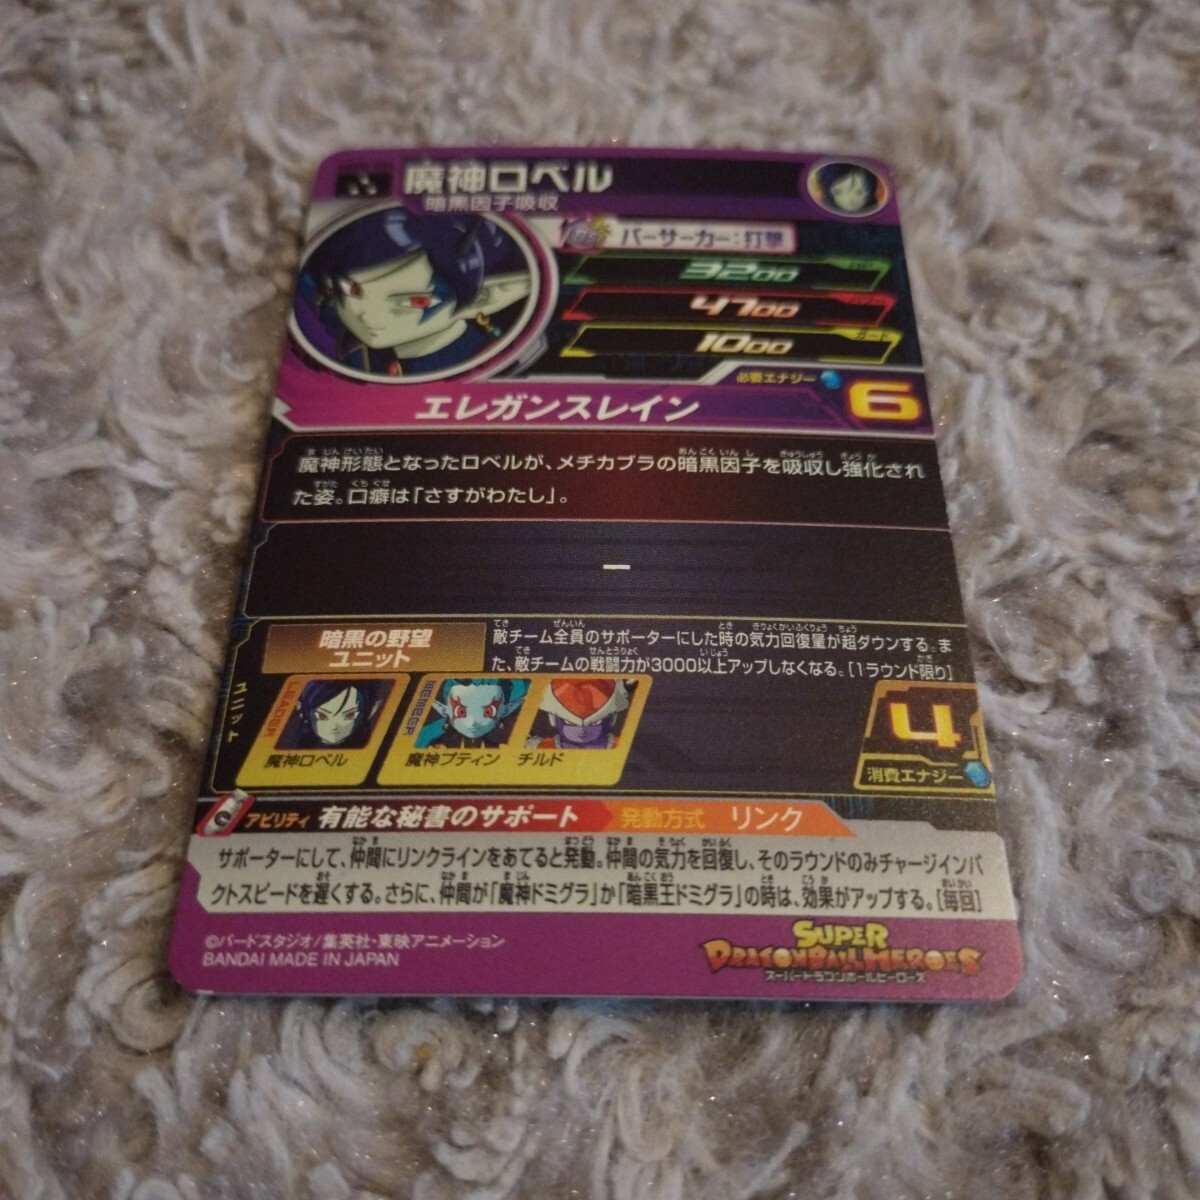 魔神ロベル
暗黒因子吸収
バーサーカー:打撃
3200
4700
パワー
1000
ガード
必要エナジー
6
エレガンスレイン
魔神形態となったロベルが、メチカブラの暗黒因子を吸収し強化され
た姿。口癖は「さすがわたし」。
ー
暗黒の野望
ユニット
敵チーム全員のサポーターにした時の気力回復量が超ダウンする。ま
た、敵チームの戦闘力が3000以上アップしなくなる。[1ラウンド限り]
ユニット
LEADER
魔神ロベル
MEMBER
魔神プティン
チルド
4
消費エナジー
アビリティ 有能な秘書のサポート 発動方式 リンク
サポーターにして、仲間にリンクラインをあてると発動。仲間の気力を回復し、そのラウンドのみチャージインパ
クトスピードを遅くする。さらに、仲間が「魔神ドミグラ」か「暗黒王ドミグラ」の時は、効果がアップする。[毎回]
©バードスタジオ/集英社・東映アニメーション
BANDAI MADE IN JAPAN
SUPER
DRAGONBALL HEROES
スーパードラゴンボールヒーローズ